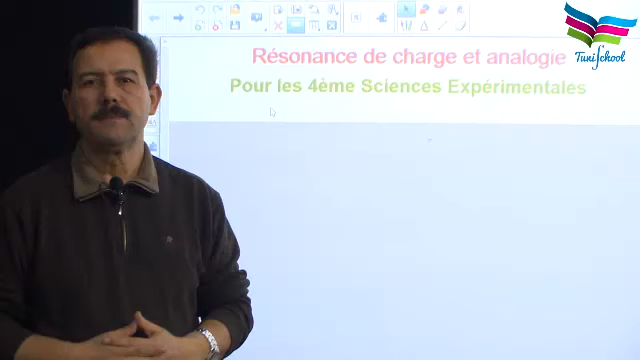 Résonance de charge et analogie
Pour les 4ème Sciences Expérimentales
TuniSchool